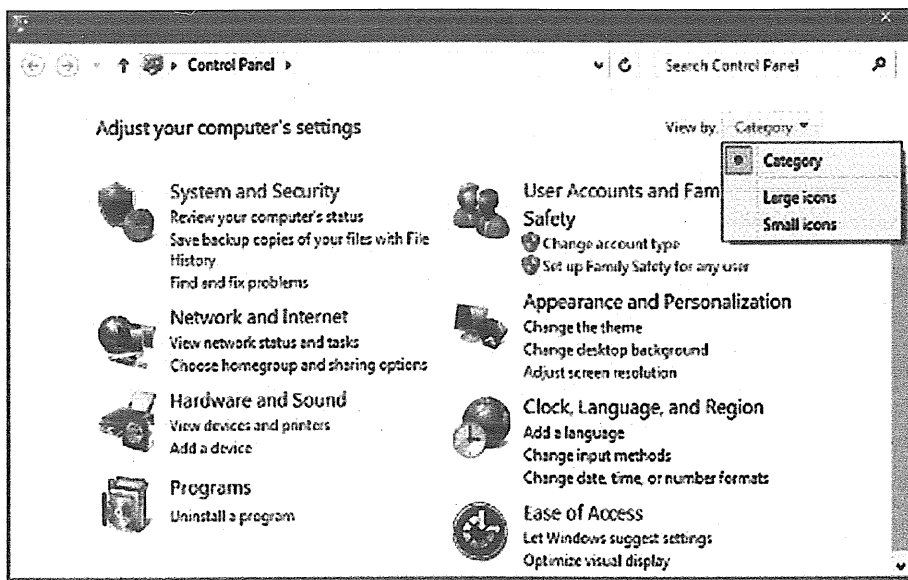 Control Panel
Search Control Panel
Adjust your computer's settings
View by: Category
Category
Large icons
Small icons
System and Security
Review your computer's status
Save backup copies of your files with File
History
Find and fix problems
Network and Internet
View network status and tasks
Choose homegroup and sharing options
Hardware and Sound
View devices and printers
Add a device
Programs
Uninstall a program
User Accounts and Fam
Safety
Change account type
Set up Family Safety for any user
Appearance and Personalization
Change the theme
Change desktop background
Adjust screen resolution
Clock, Language, and Region
Add a language
Change input methods
Change date, time, or number formats
Ease of Access
Let Windows suggest settings
Optimize visual display